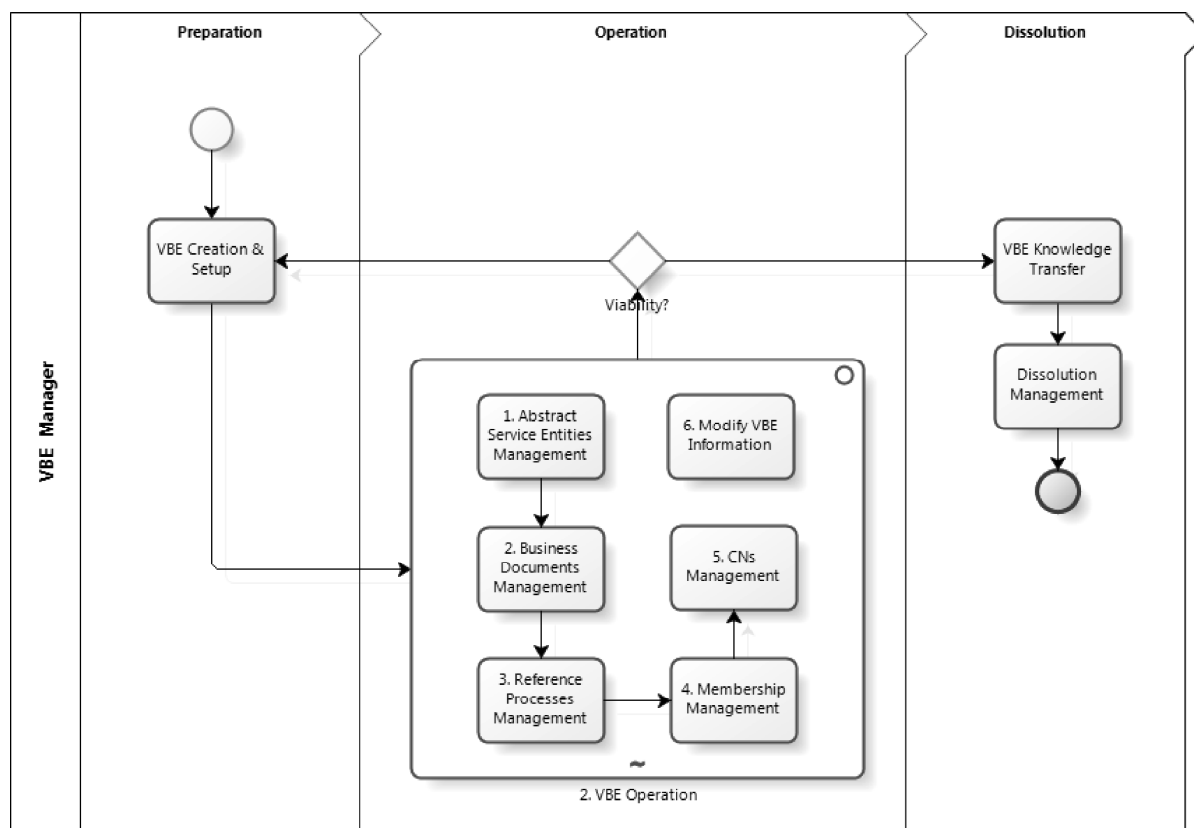 Preparation
Operation
Dissolution
VBE Manager
VBE Creation &
Setup
Viability?
VBE Knowledge
Transfer
Dissolution
Management
1. Abstract
Service Entities
Management
6. Modify VBE
Information
2. Business
Documents
Management
5. CNs
Management
3. Reference
Processes
Management
4. Membership
Management
2. VBE Operation